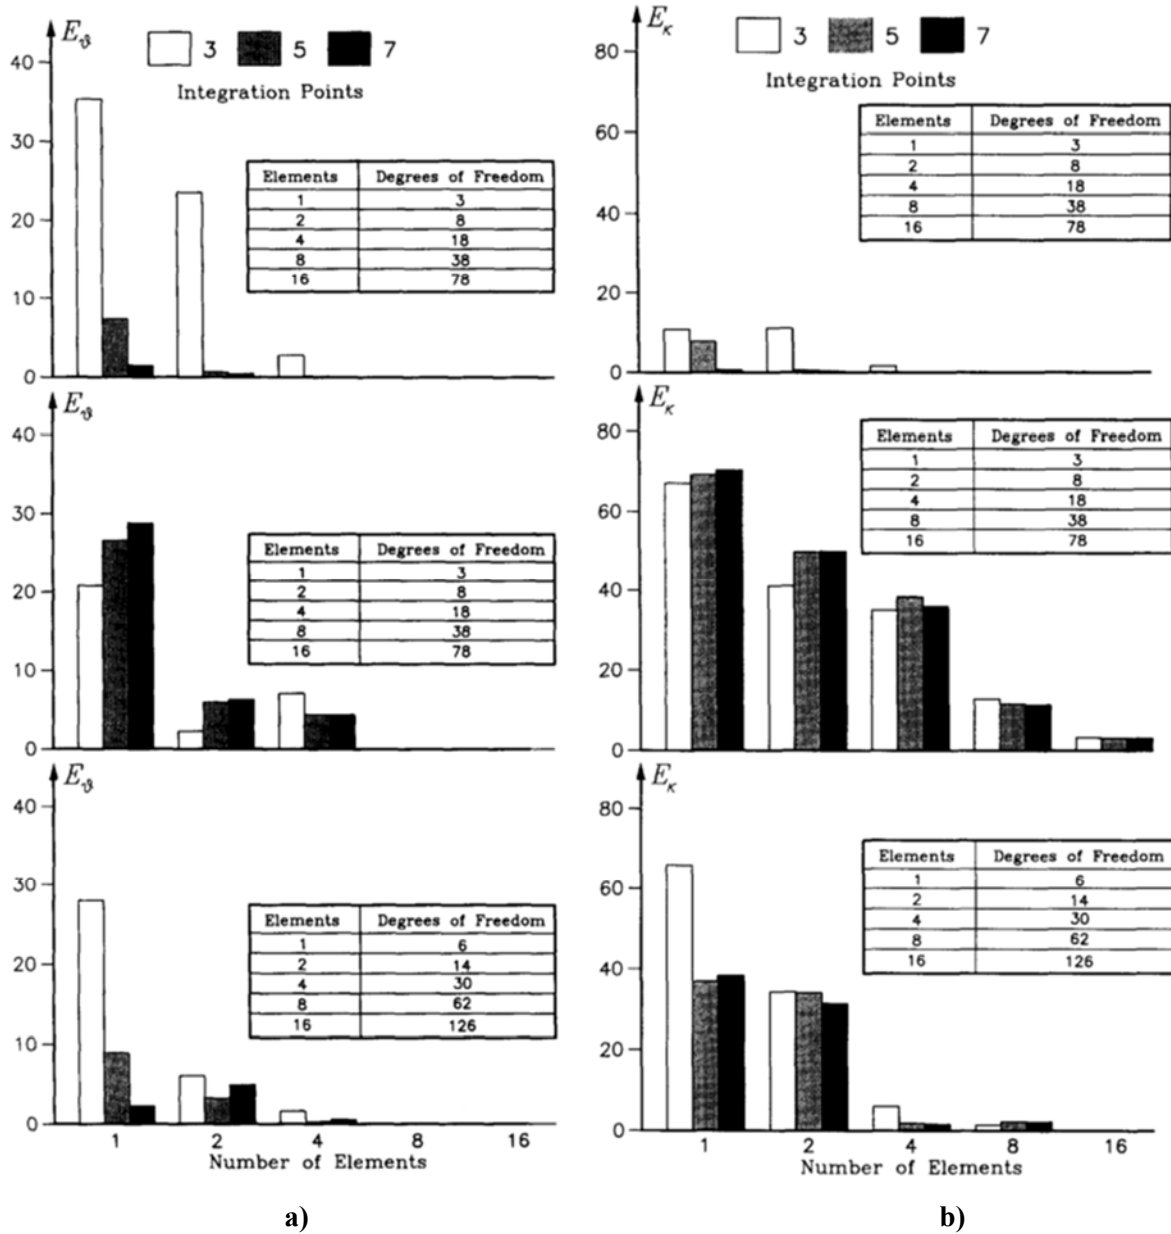 E_ϑ
3 5 7
Integration Points
40
30
20
10
0
Elements Degrees of Freedom
1 3
2 8
4 18
8 38
16 78
E_κ
3 5 7
Integration Points
80
60
40
20
0
Elements Degrees of Freedom
1 3
2 8
4 18
8 38
16 78
E_ϑ
40
30
20
10
0
Elements Degrees of Freedom
1 3
2 8
4 18
8 38
16 78
E_κ
80
60
40
20
0
Elements Degrees of Freedom
1 3
2 8
4 18
8 38
16 78
E_ϑ
40
30
20
10
0
Elements Degrees of Freedom
1 6
2 14
4 30
8 62
16 126
1 2 4 8 16
Number of Elements
E_κ
80
60
40
20
0
Elements Degrees of Freedom
1 6
2 14
4 30
8 62
16 126
1 2 4 8 16
Number of Elements
a)
b)